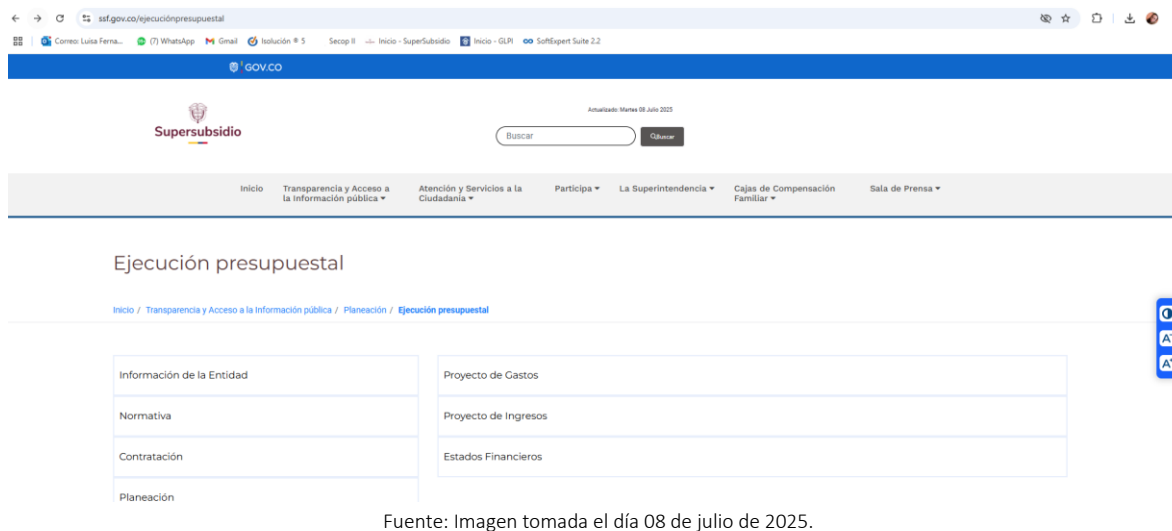 ssf.gov.co/ejecuciónpresupuestal
Correo: Luisa Ferna... (7) WhatsApp Gmail Isolución ® 5 Secop II Inicio - SuperSubsidio Inicio - GLPI SoftExpert Suite 2.2
GOV.CO
Actualizado: Martes 08 Julio 2025
Supersubsidio
Buscar
Buscar
Inicio Transparencia y Acceso a la Información pública Atención y Servicios a la Ciudadanía Participa La Superintendencia Cajas de Compensación Familiar Sala de Prensa
Ejecución presupuestal
Inicio / Transparencia y Acceso a la Información pública / Planeación / Ejecución presupuestal
Información de la Entidad
Proyecto de Gastos
Normativa
Proyecto de Ingresos
Contratación
Estados Financieros
Planeación
Fuente: Imagen tomada el día 08 de julio de 2025.